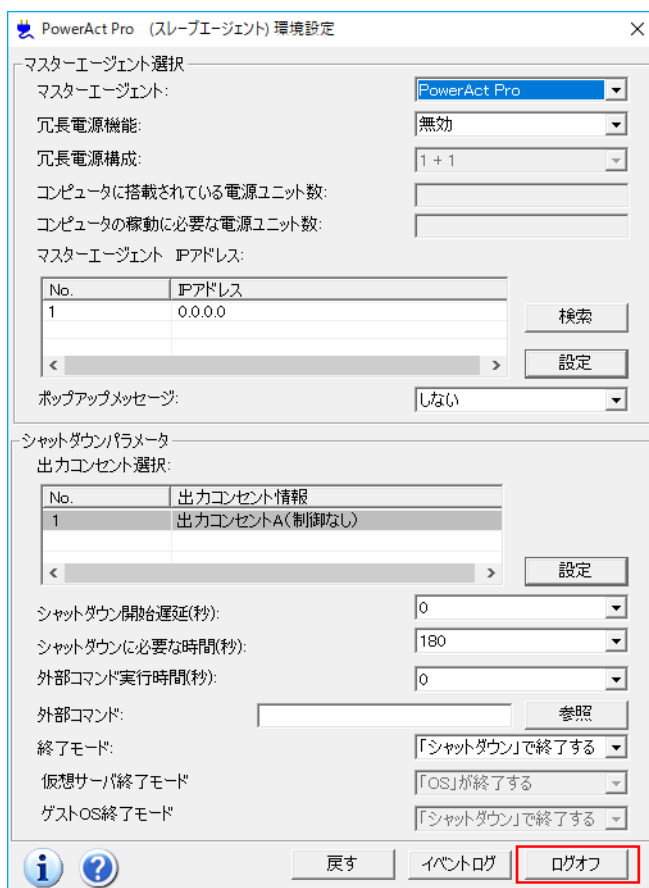 PowerAct Pro　(スレーブエージェント) 環境設定
マスターエージェント選択
マスターエージェント: PowerAct Pro
冗長電源機能: 無効
冗長電源構成: 1 + 1
コンピュータに搭載されている電源ユニット数:
コンピュータの稼動に必要な電源ユニット数:
マスターエージェント IPアドレス:
No. IPアドレス
1 0.0.0.0
検索
設定
ポップアップメッセージ: しない
シャットダウンパラメータ
出力コンセント選択:
No. 出力コンセント情報
1 出力コンセントA(制御なし)
設定
シャットダウン開始遅延(秒): 0
シャットダウンに必要な時間(秒): 180
外部コマンド実行時間(秒): 0
外部コマンド: 参照
終了モード: 「シャットダウン」で終了する
仮想サーバ終了モード 「OS」が終了する
ゲストOS終了モード 「シャットダウン」で終了する
戻す イベントログ ログオフ